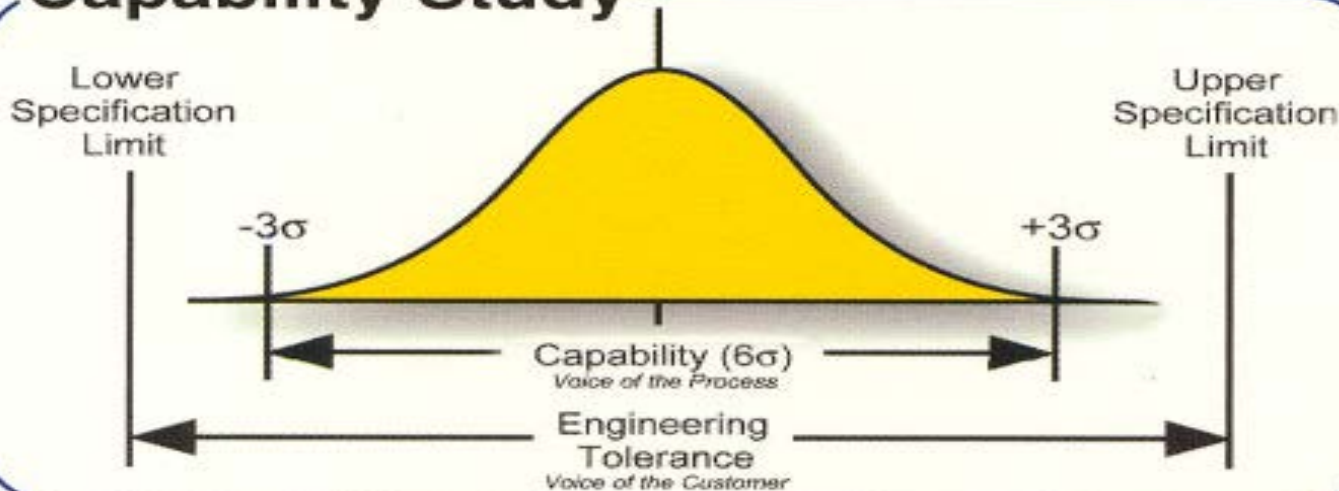 Capability Study
Lower
Specification
Limit
Upper
Specification
Limit
-3σ
+3σ
Capability (6σ)
Voice of the Process
Engineering
Tolerance
Voice of the Customer